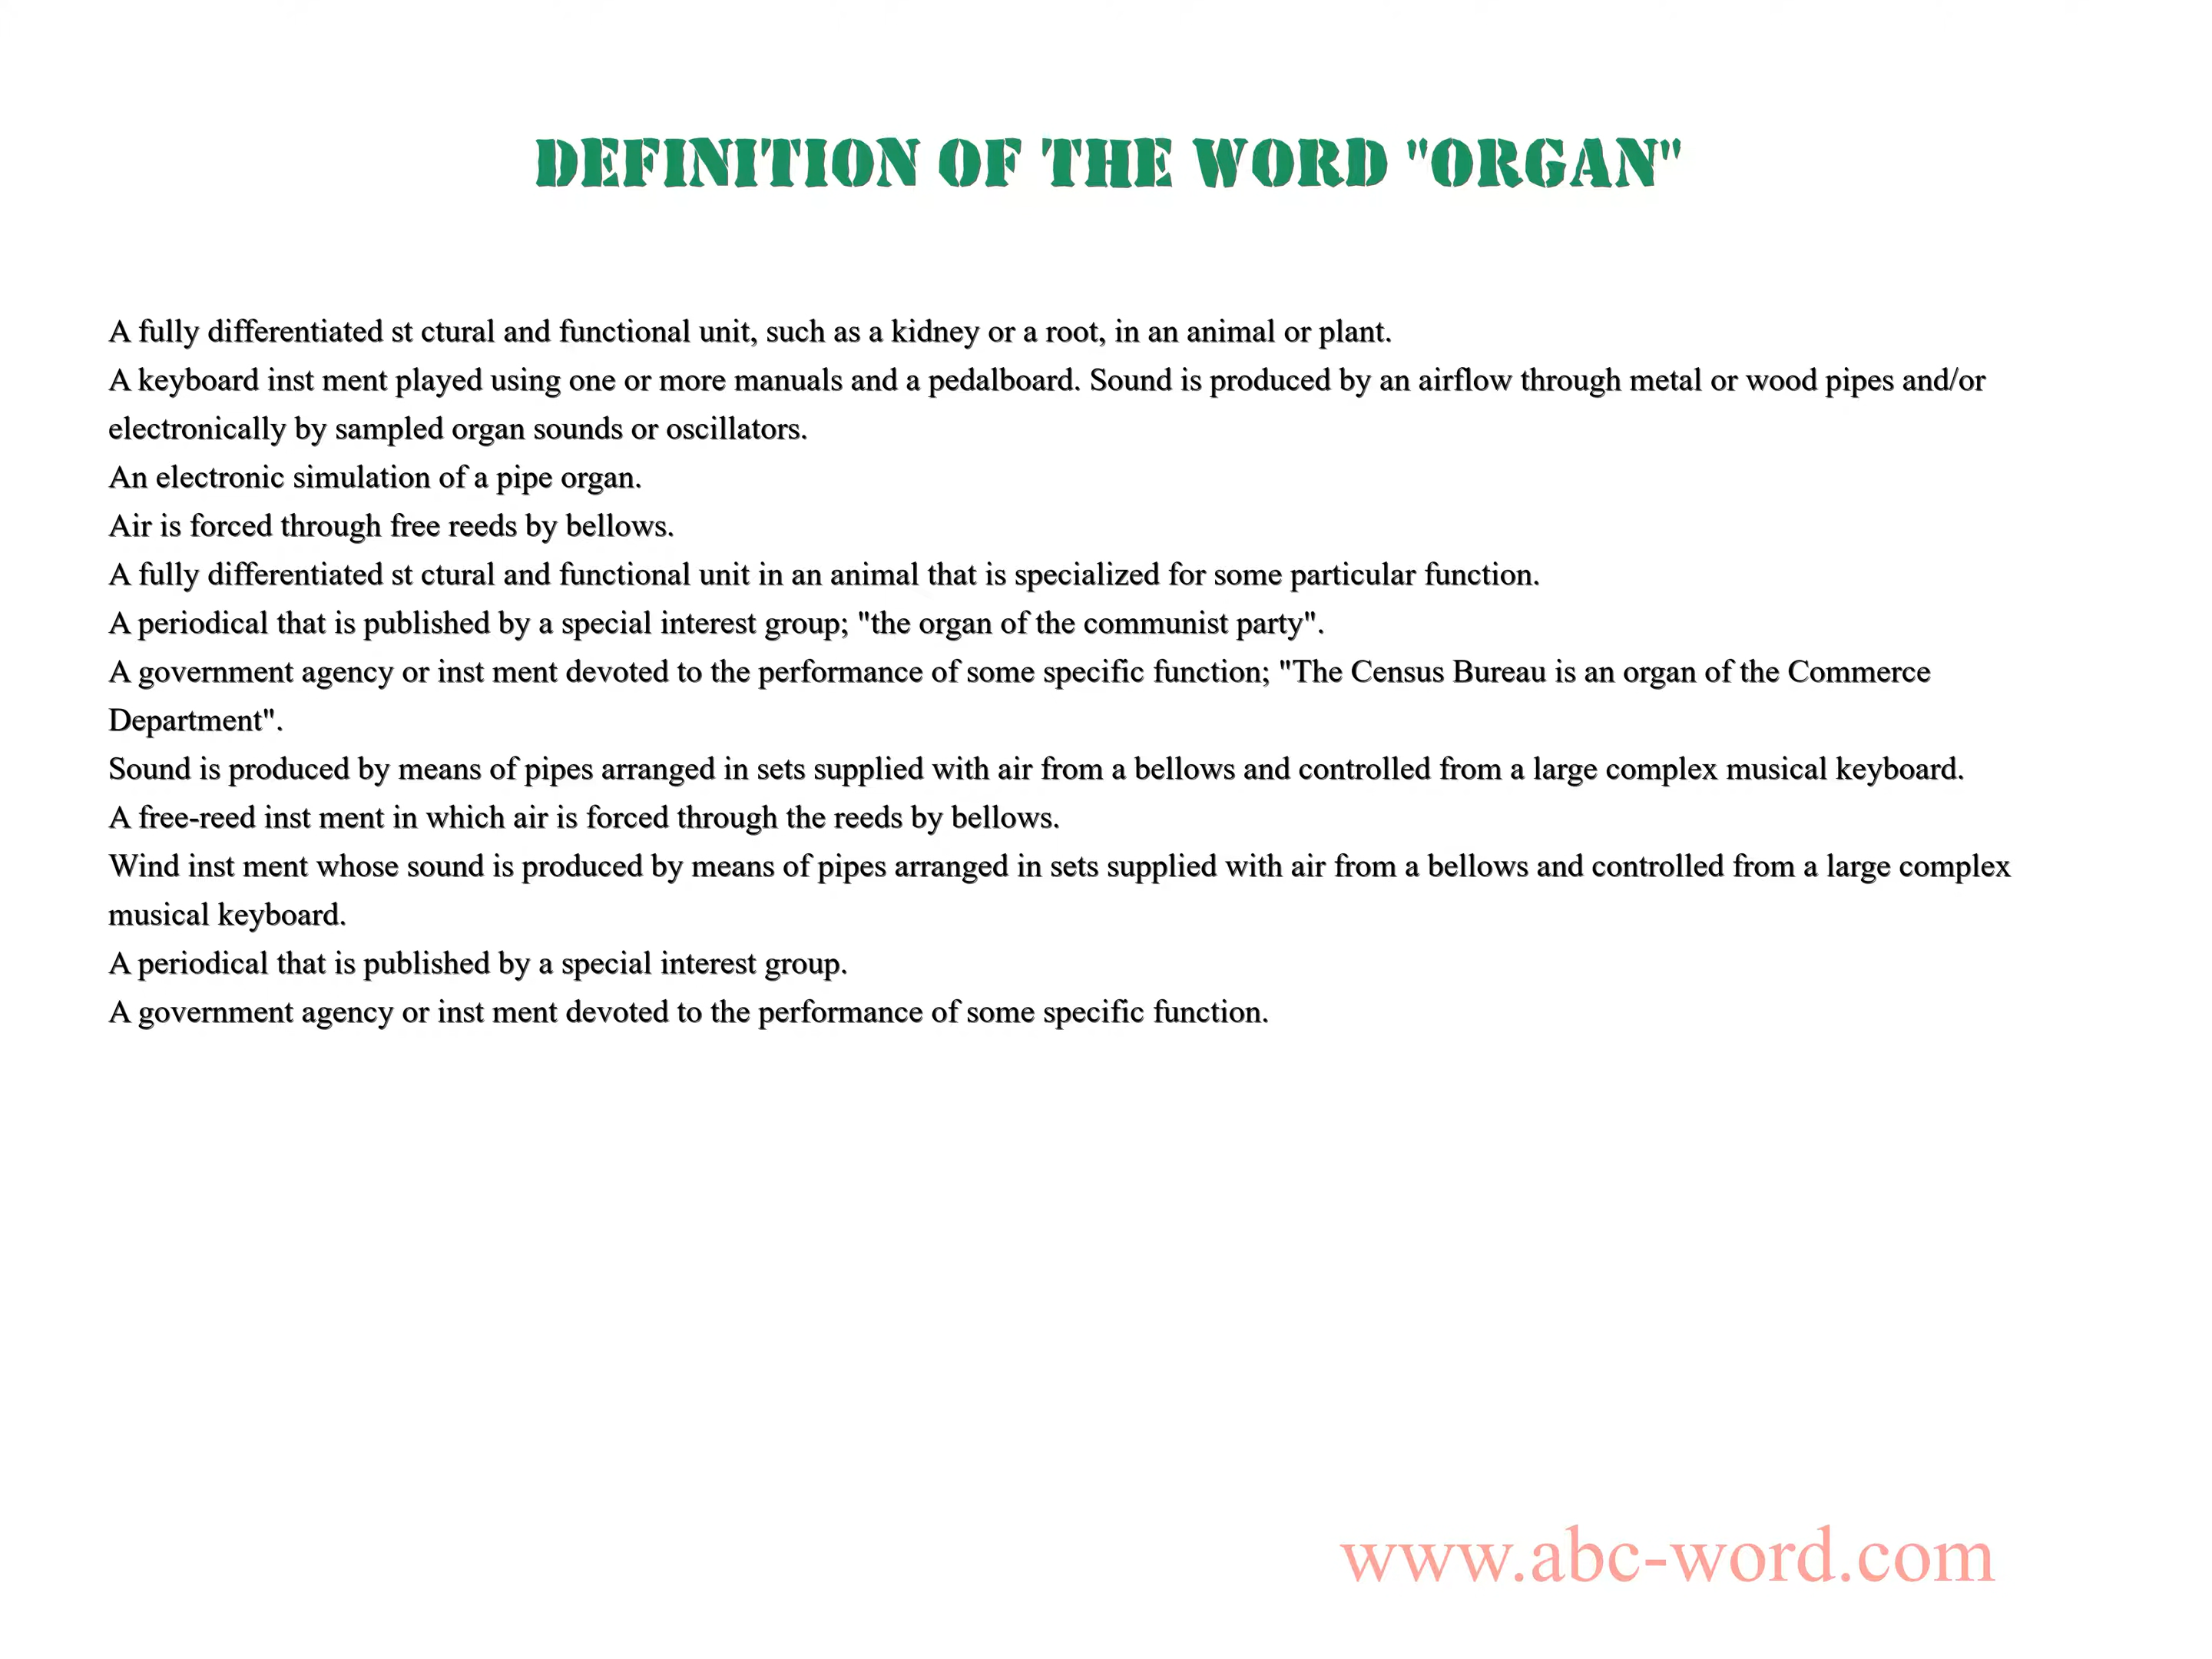 DEFINITION OF THE WORD "ORGAN"
A fully differentiated st ctural and functional unit, such as a kidney or a root, in an animal or plant.
A keyboard inst ment played using one or more manuals and a pedalboard. Sound is produced by an airflow through metal or wood pipes and/or
electronically by sampled organ sounds or oscillators.
An electronic simulation of a pipe organ.
Air is forced through free reeds by bellows.
A fully differentiated st ctural and functional unit in an animal that is specialized for some particular function.
A periodical that is published by a special interest group; "the organ of the communist party".
A government agency or inst ment devoted to the performance of some specific function; "The Census Bureau is an organ of the Commerce
Department".
Sound is produced by means of pipes arranged in sets supplied with air from a bellows and controlled from a large complex musical keyboard.
A free-reed inst ment in which air is forced through the reeds by bellows.
Wind inst ment whose sound is produced by means of pipes arranged in sets supplied with air from a bellows and controlled from a large complex
musical keyboard.
A periodical that is published by a special interest group.
A government agency or inst ment devoted to the performance of some specific function.
www.abc-word.com